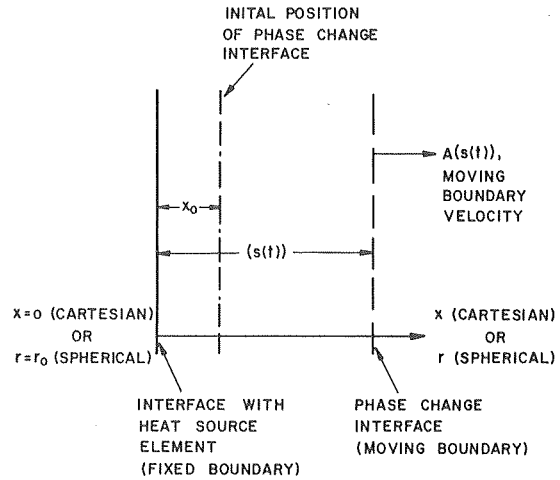 INITAL POSITION
OF PHASE CHANGE
INTERFACE
A(s(t)),
MOVING
BOUNDARY
VELOCITY
x₀
(s(t))
X=0 (CARTESIAN)
OR
r=r₀ (SPHERICAL)
X (CARTESIAN)
OR
r (SPHERICAL)
INTERFACE WITH
HEAT SOURCE
ELEMENT
(FIXED BOUNDARY)
PHASE CHANGE
INTERFACE
(MOVING BOUNDARY)